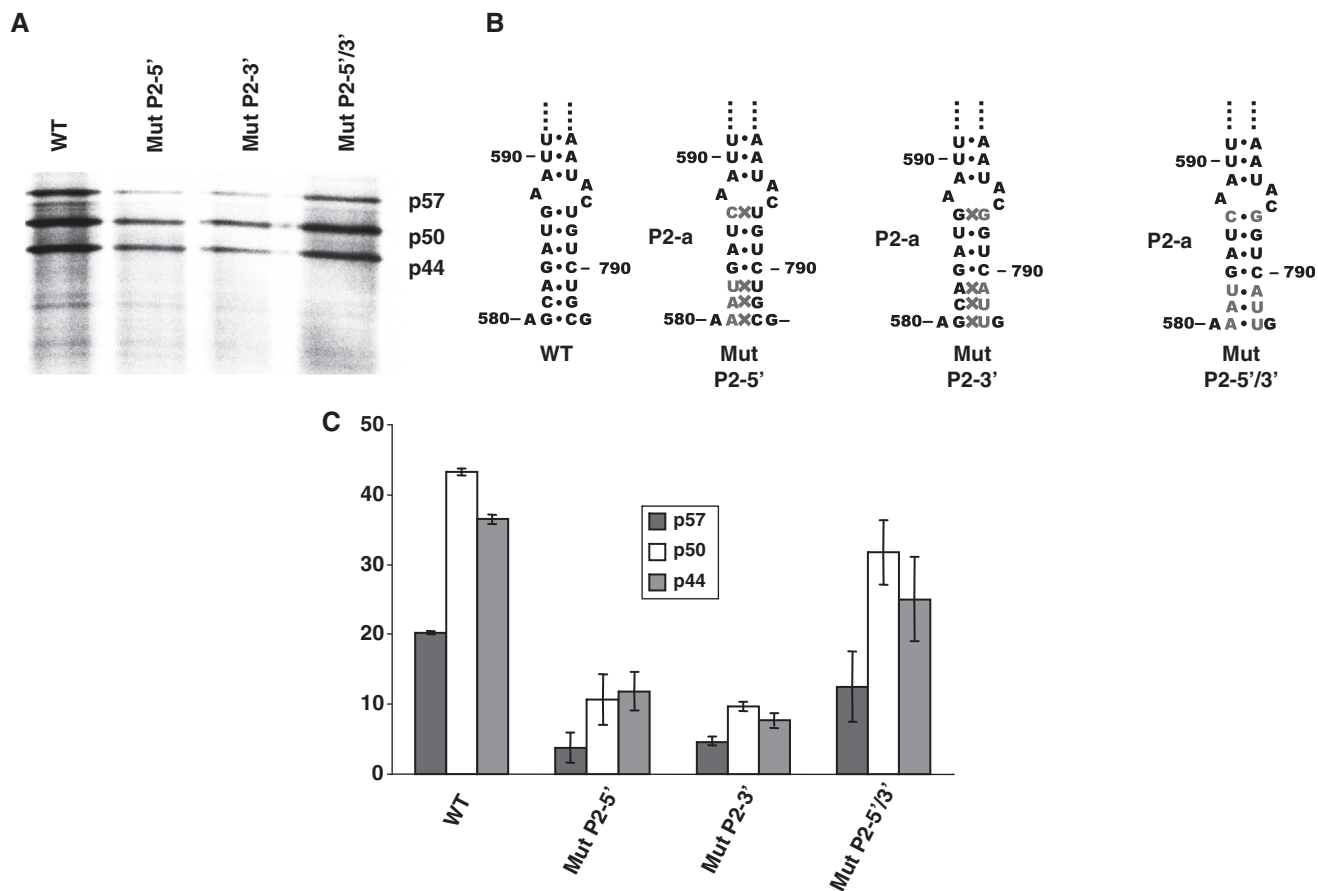 A
WT
Mut P2-5'
Mut P2-3'
Mut P2-5'/3'
p57
p50
p44
B
U•A
590 – U•A
A•U
A A
C
G•U
U•G
A•U
G•C – 790
A•U
C•G
580–A G•C G
WT
U•A
590 – U•A
A•U
A A
C
C×U
P2-a
U•G
A•U
G•C – 790
U×U
A×G
580–A A×C G–
Mut
P2-5'
U•A
590 – U•A
A•U
A A
C
G×G
P2-a
U•G
A•U
G•C – 790
A×A
C×U
580–A G×U G
Mut
P2-3'
U•A
590 – U•A
A•U
A A
C
C•G
P2-a
U•G
A•U
G•C – 790
U•A
A•U
580–A A•U G
Mut
P2-5'/3'
C
50
40
30
20
10
0
p57
p50
p44
WT
Mut P2-5'
Mut P2-3'
Mut P2-5'/3'